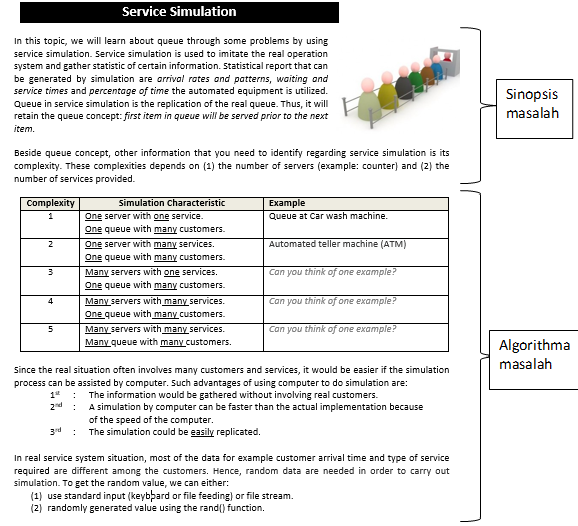 Service Simulation
In this topic, we will learn about queue through some problems by using
service simulation. Service simulation is used to imitate the real operation
system and gather statistic of certain information. Statistical report that can
be generated by simulation are arrival rates and patterns, waiting and
service times and percentage of time the automated equipment is utilized.
Queue in service simulation is the replication of the real queue. Thus, it will
retain the queue concept: first item in queue will be served prior to the next
item.
Sinopsis
masalah
Beside queue concept, other information that you need to identify regarding service simulation is its
complexity. These complexities depends on (1) the number of servers (example: counter) and (2) the
number of services provided.
Complexity Simulation Characteristic Example
1 One server with one service. Queue at Car wash machine.
One queue with many customers.
2 One server with many services. Automated teller machine (ATM)
One queue with many customers.
3 Many servers with one services. Can you think of one example?
One queue with many customers.
4 Many servers with many services. Can you think of one example?
One queue with many customers.
5 Many servers with many services. Can you think of one example?
Many queue with many customers.
Algorithma
masalah
Since the real situation often involves many customers and services, it would be easier if the simulation
process can be assisted by computer. Such advantages of using computer to do simulation are:
1st : The information would be gathered without involving real customers.
2nd : A simulation by computer can be faster than the actual implementation because
of the speed of the computer.
3rd : The simulation could be easily replicated.
In real service system situation, most of the data for example customer arrival time and type of service
required are different among the customers. Hence, random data are needed in order to carry out
simulation. To get the random value, we can either:
(1) use standard input (keybpard or file feeding) or file stream.
(2) randomly generated value using the rand() function.